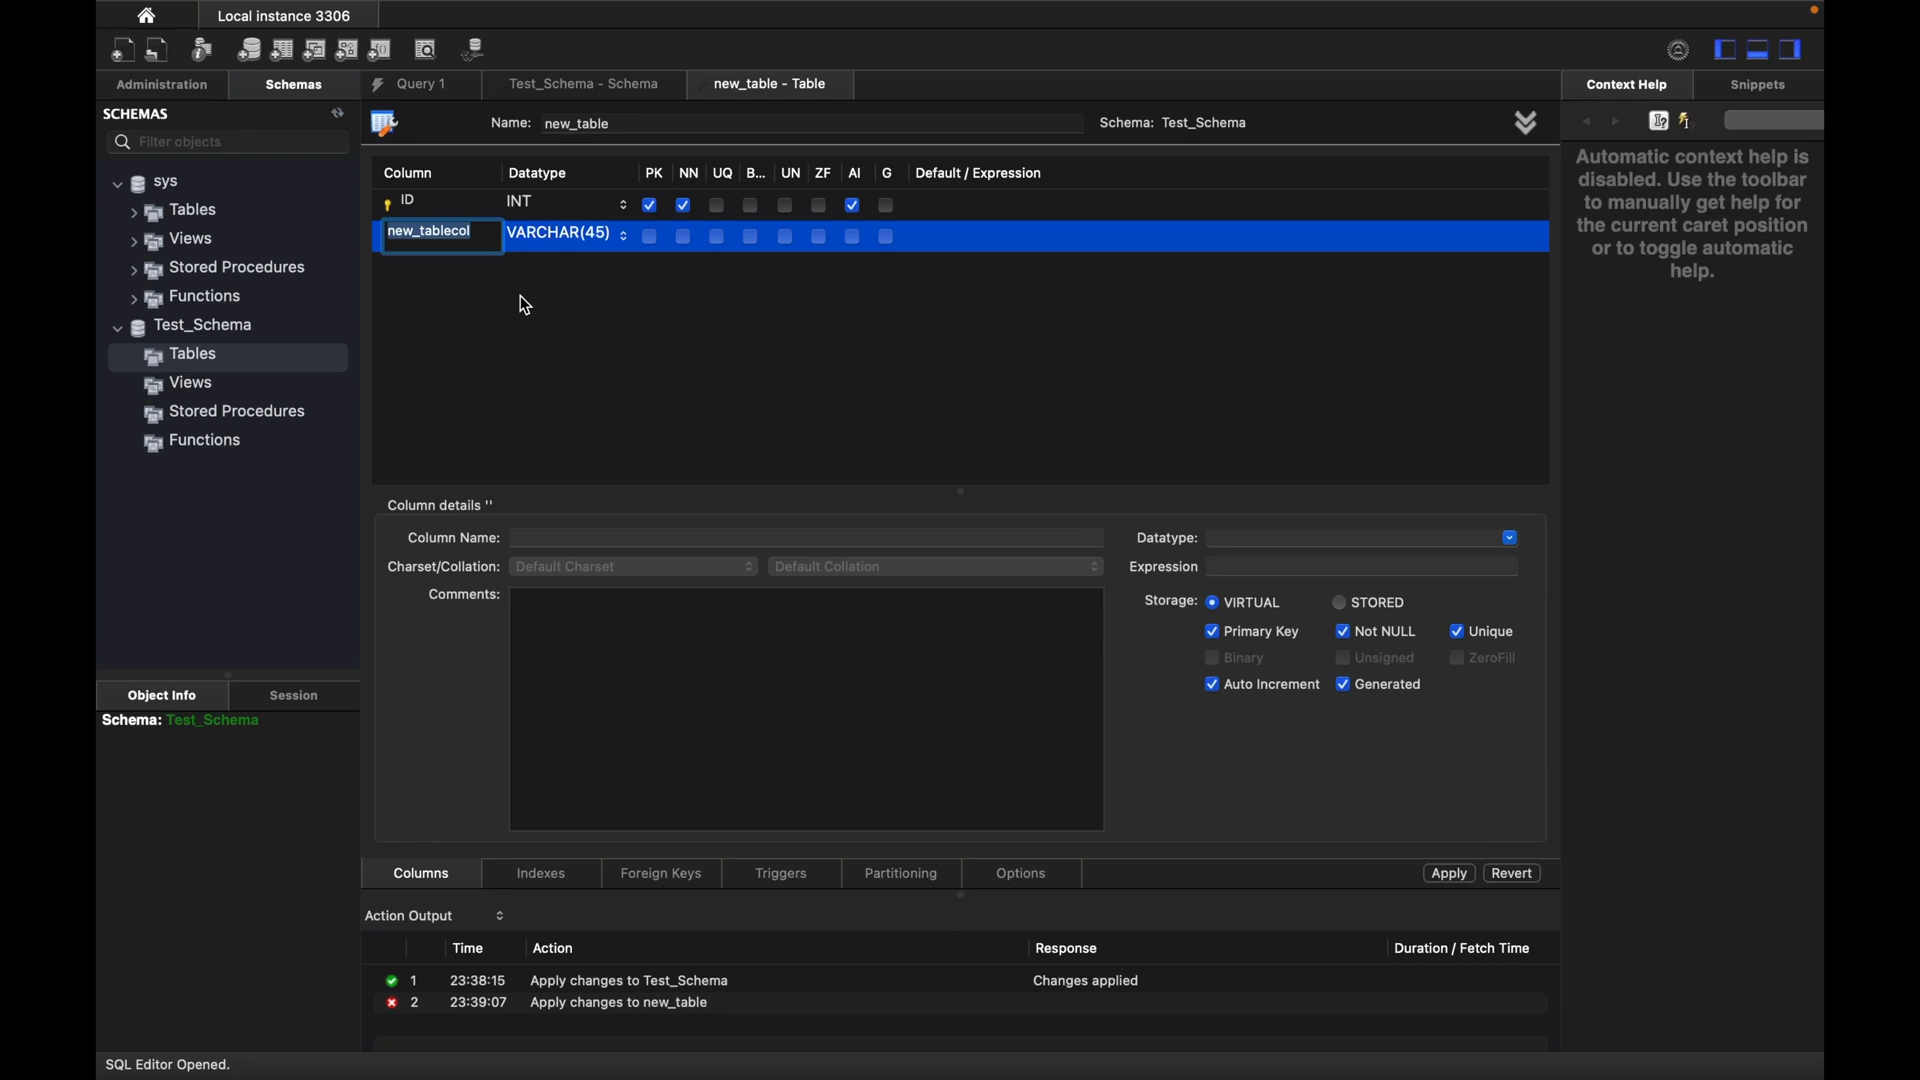 Local instance 3306
Administration
Schemas
Query 1
Test_Schema - Schema
new_table - Table
Context Help
Snippets
SCHEMAS
Filter objects
Name: new_table
Schema: Test_Schema
Column Datatype PK NN UQ B... UN ZF AI G Default / Expression
ID INT
new_tablecol VARCHAR(45)
sys
Tables
Views
Stored Procedures
Functions
Test_Schema
Tables
Views
Stored Procedures
Functions
Automatic context help is
disabled. Use the toolbar
to manually get help for
the current caret position
or to toggle automatic
help.
Column details ''
Column Name:
Charset/Collation: Default Charset Default Collation
Comments:
Datatype:
Expression
Storage: VIRTUAL STORED
Primary Key Not NULL Unique
Binary Unsigned ZeroFill
Auto Increment Generated
Object Info
Session
Schema: Test_Schema
Columns Indexes Foreign Keys Triggers Partitioning Options
Apply Revert
Action Output
Time Action Response Duration / Fetch Time
1 23:38:15 Apply changes to Test_Schema Changes applied
2 23:39:07 Apply changes to new_table
SQL Editor Opened.